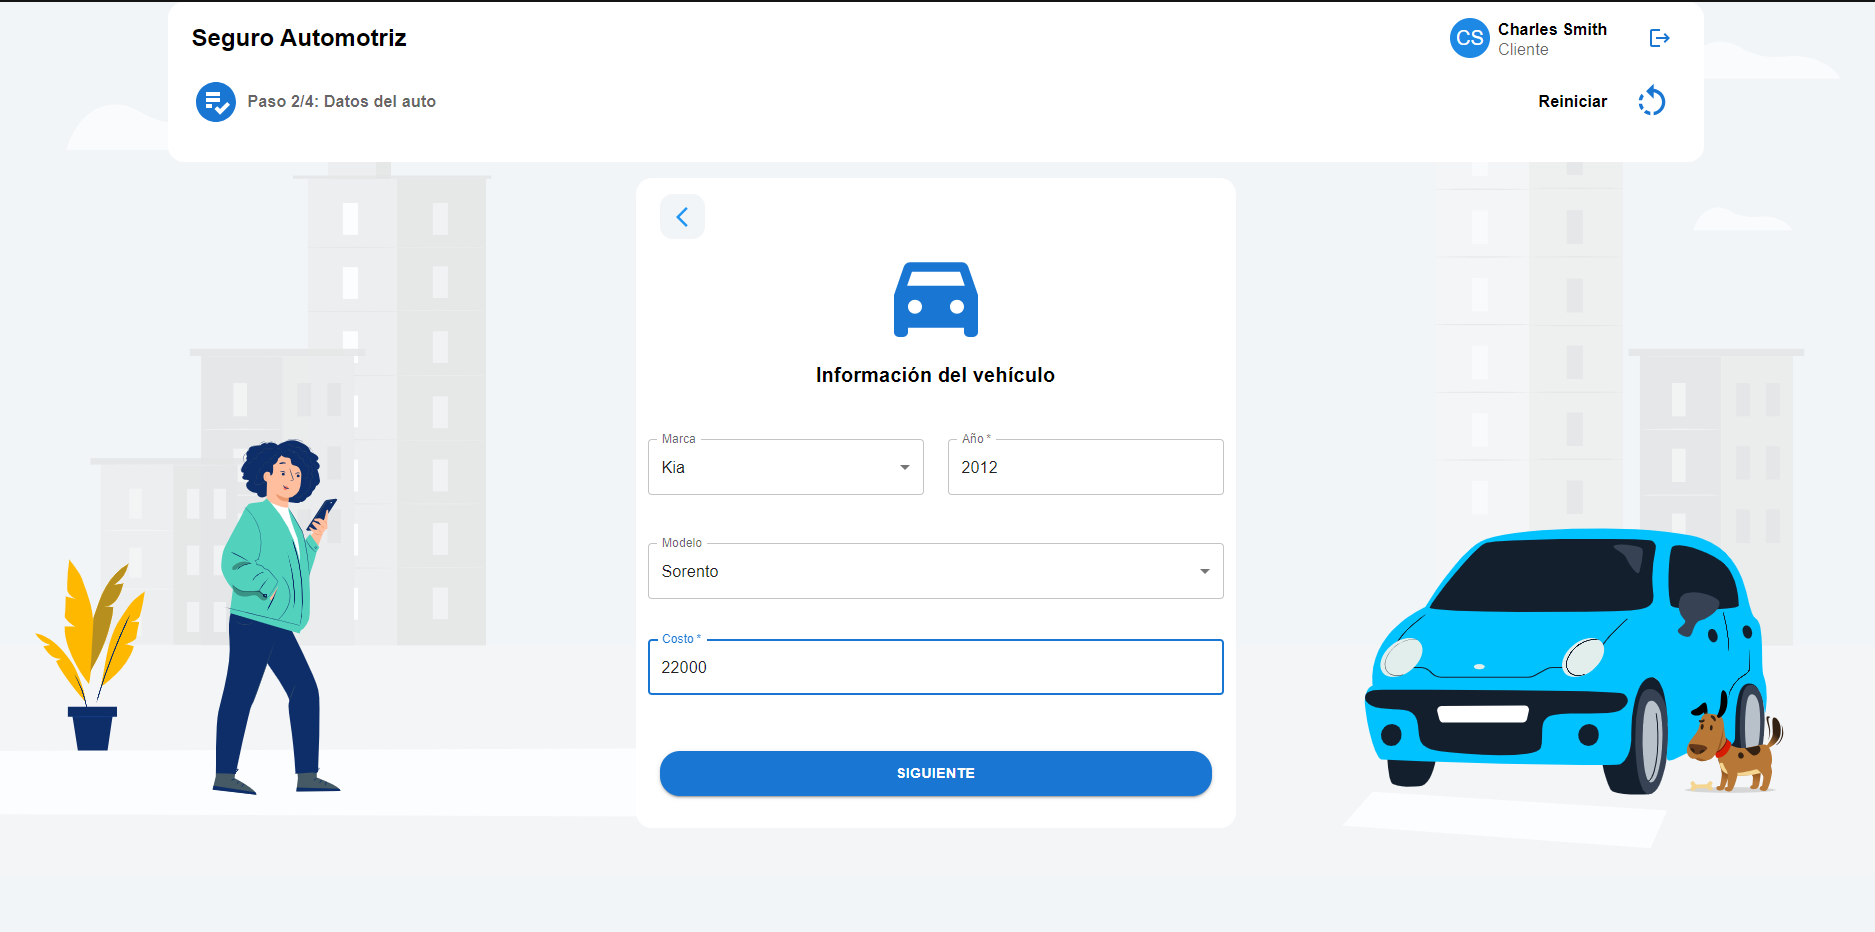 Seguro Automotriz
CS
Charles Smith
Cliente
Paso 2/4: Datos del auto
Reiniciar
Información del vehículo
Marca
Kia
Año *
2012
Modelo
Sorento
Costo *
22000
SIGUIENTE